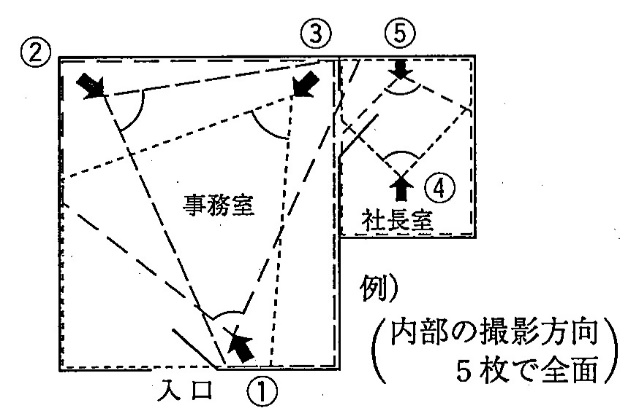 ② ③ ⑤
事務室
④
社長室
例)
(内部の撮影方向
5枚で全面)
入口 ①